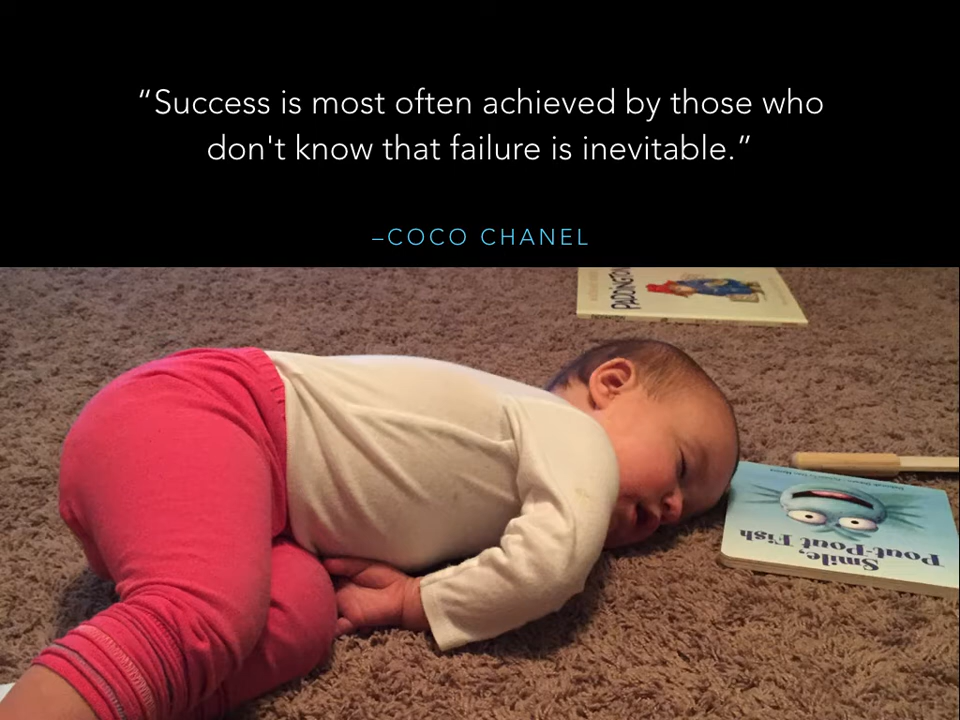 “Success is most often achieved by those who
don't know that failure is inevitable.”
–COCO CHANEL
PADDINGTO
Smile,
Pout-Pout Fish